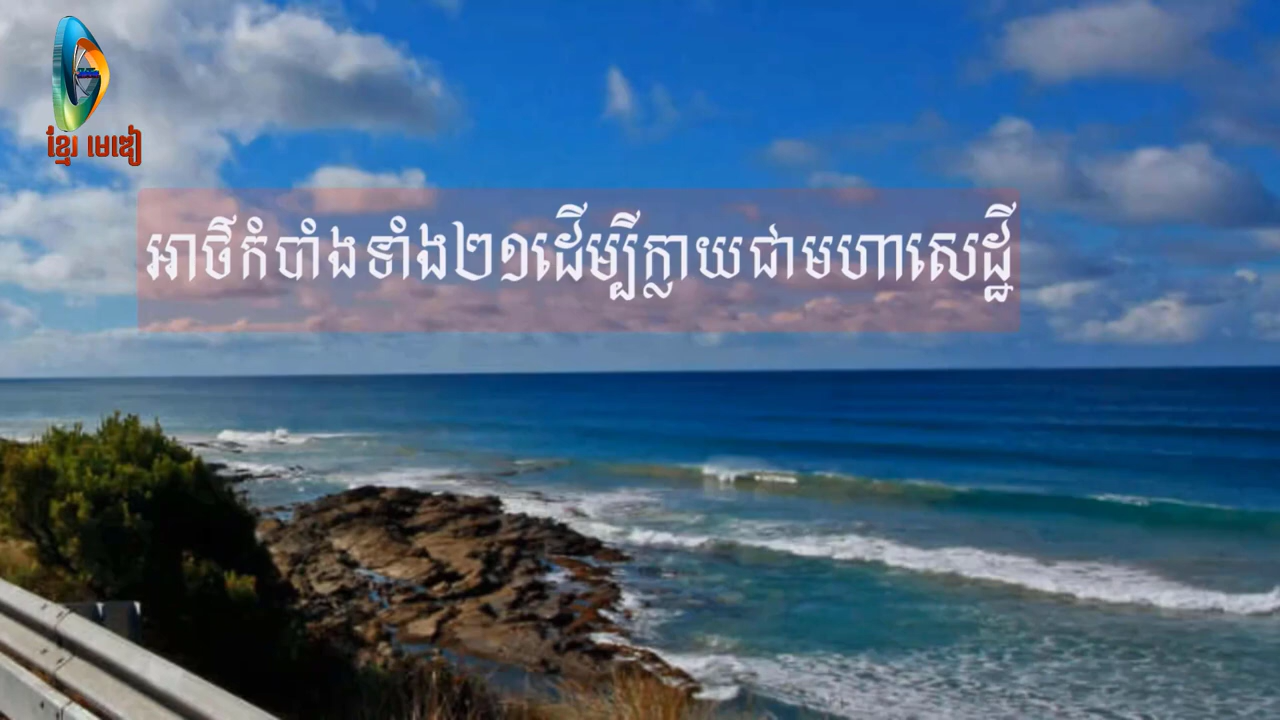 ខ្មែរ មេឌៀ
អាថ៌កំបាំងទាំង២១ដើម្បីក្លាយជាមហាសេដ្ឋី